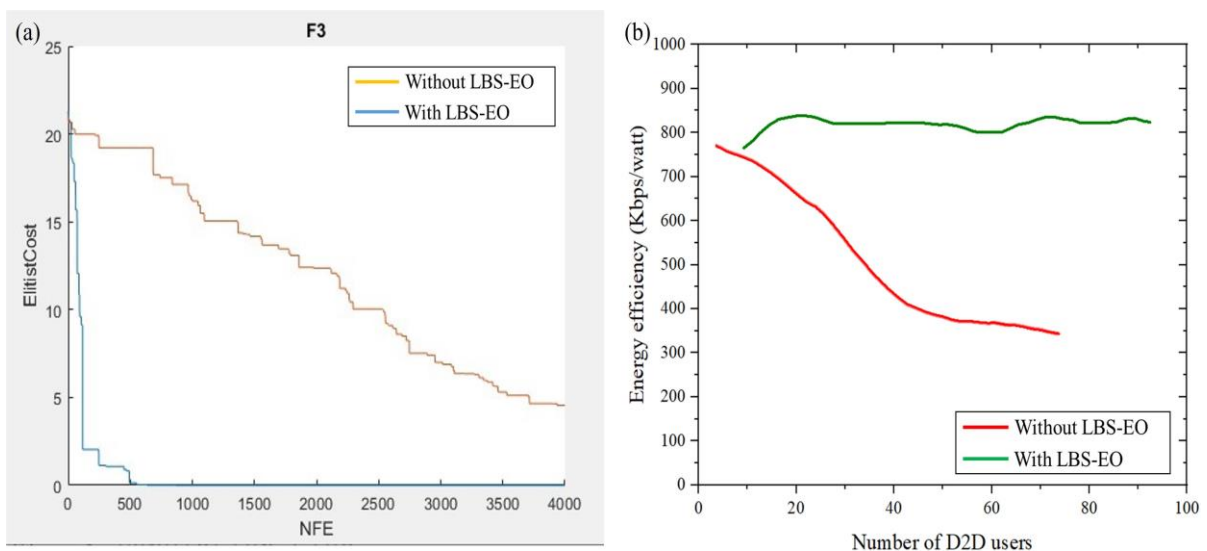 (a)
F3
25
20
15
10
5
0
ElitistCost
Without LBS-EO
With LBS-EO
0 500 1000 1500 2000 2500 3000 3500 4000
NFE
(b)
1000
900
800
700
600
500
400
300
200
100
0
Energy efficiency (Kbps/watt)
Without LBS-EO
With LBS-EO
0 20 40 60 80 100
Number of D2D users